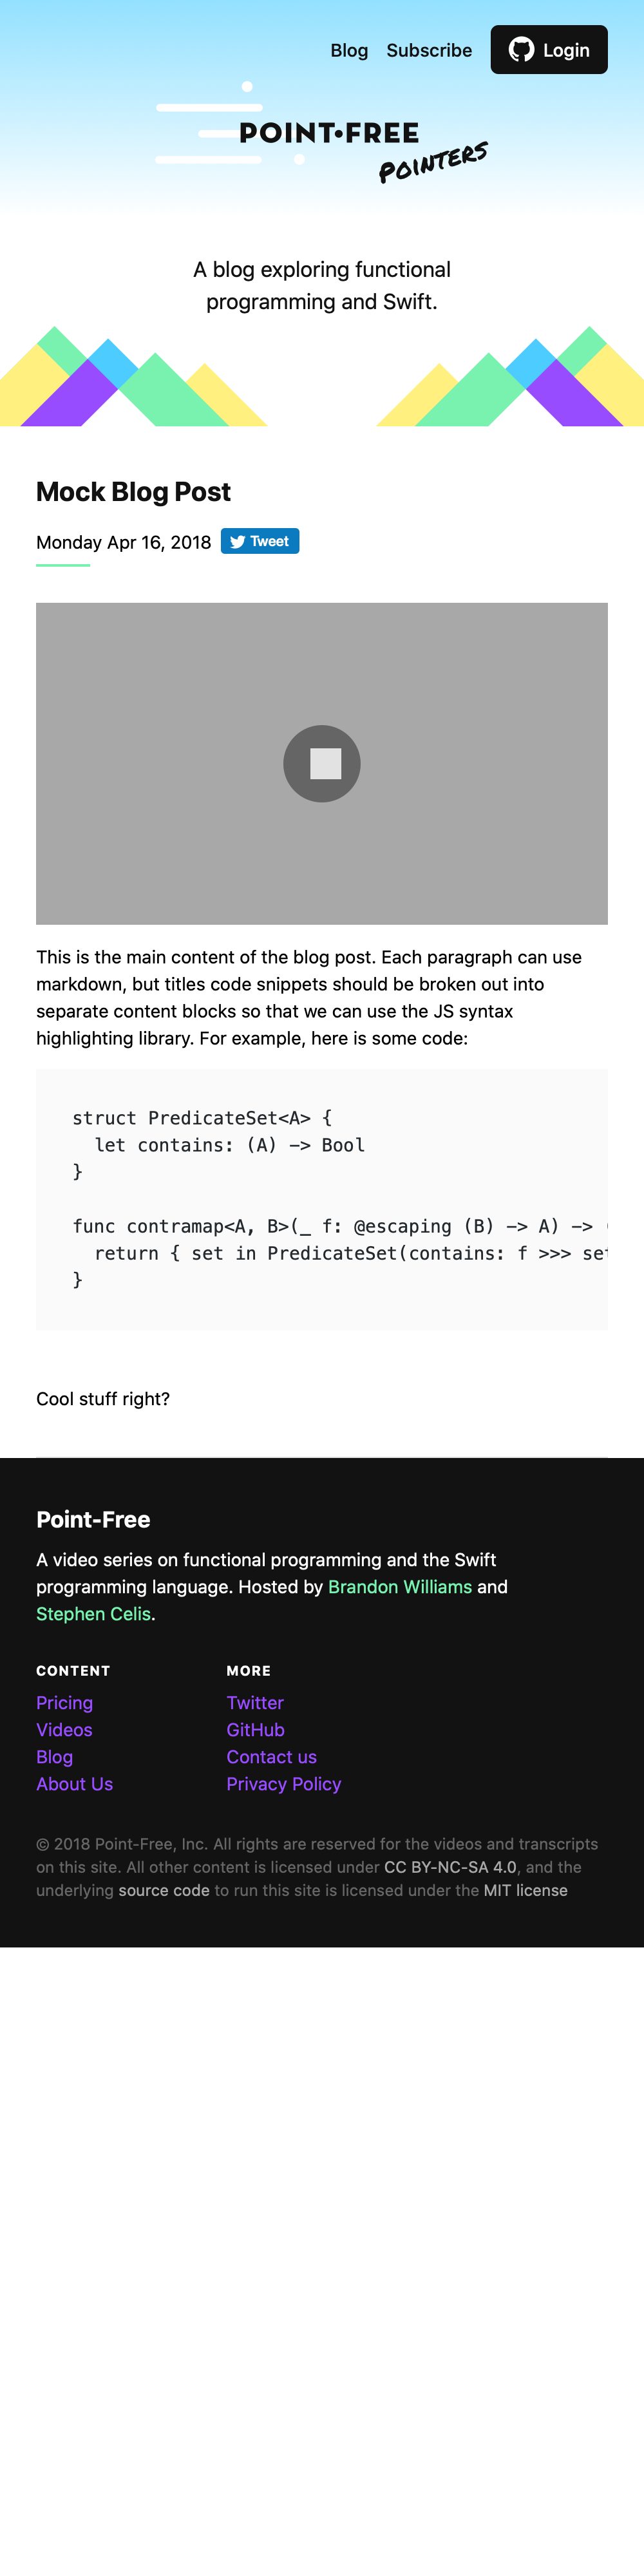 Blog Subscribe Login
POINT•FREE
POINTERS
A blog exploring functional
programming and Swift.
Mock Blog Post
Monday Apr 16, 2018 Tweet
This is the main content of the blog post. Each paragraph can use
markdown, but titles code snippets should be broken out into
separate content blocks so that we can use the JS syntax
highlighting library. For example, here is some code:
struct PredicateSet<A> {
  let contains: (A) -> Bool
}
func contramap<A, B>(_ f: @escaping (B) -> A) ->
  return { set in PredicateSet(contains: f >>> set
}
Cool stuff right?
Point-Free
A video series on functional programming and the Swift
programming language. Hosted by Brandon Williams and
Stephen Celis.
CONTENT
Pricing
Videos
Blog
About Us
MORE
Twitter
GitHub
Contact us
Privacy Policy
© 2018 Point-Free, Inc. All rights are reserved for the videos and transcripts
on this site. All other content is licensed under CC BY-NC-SA 4.0, and the
underlying source code to run this site is licensed under the MIT license